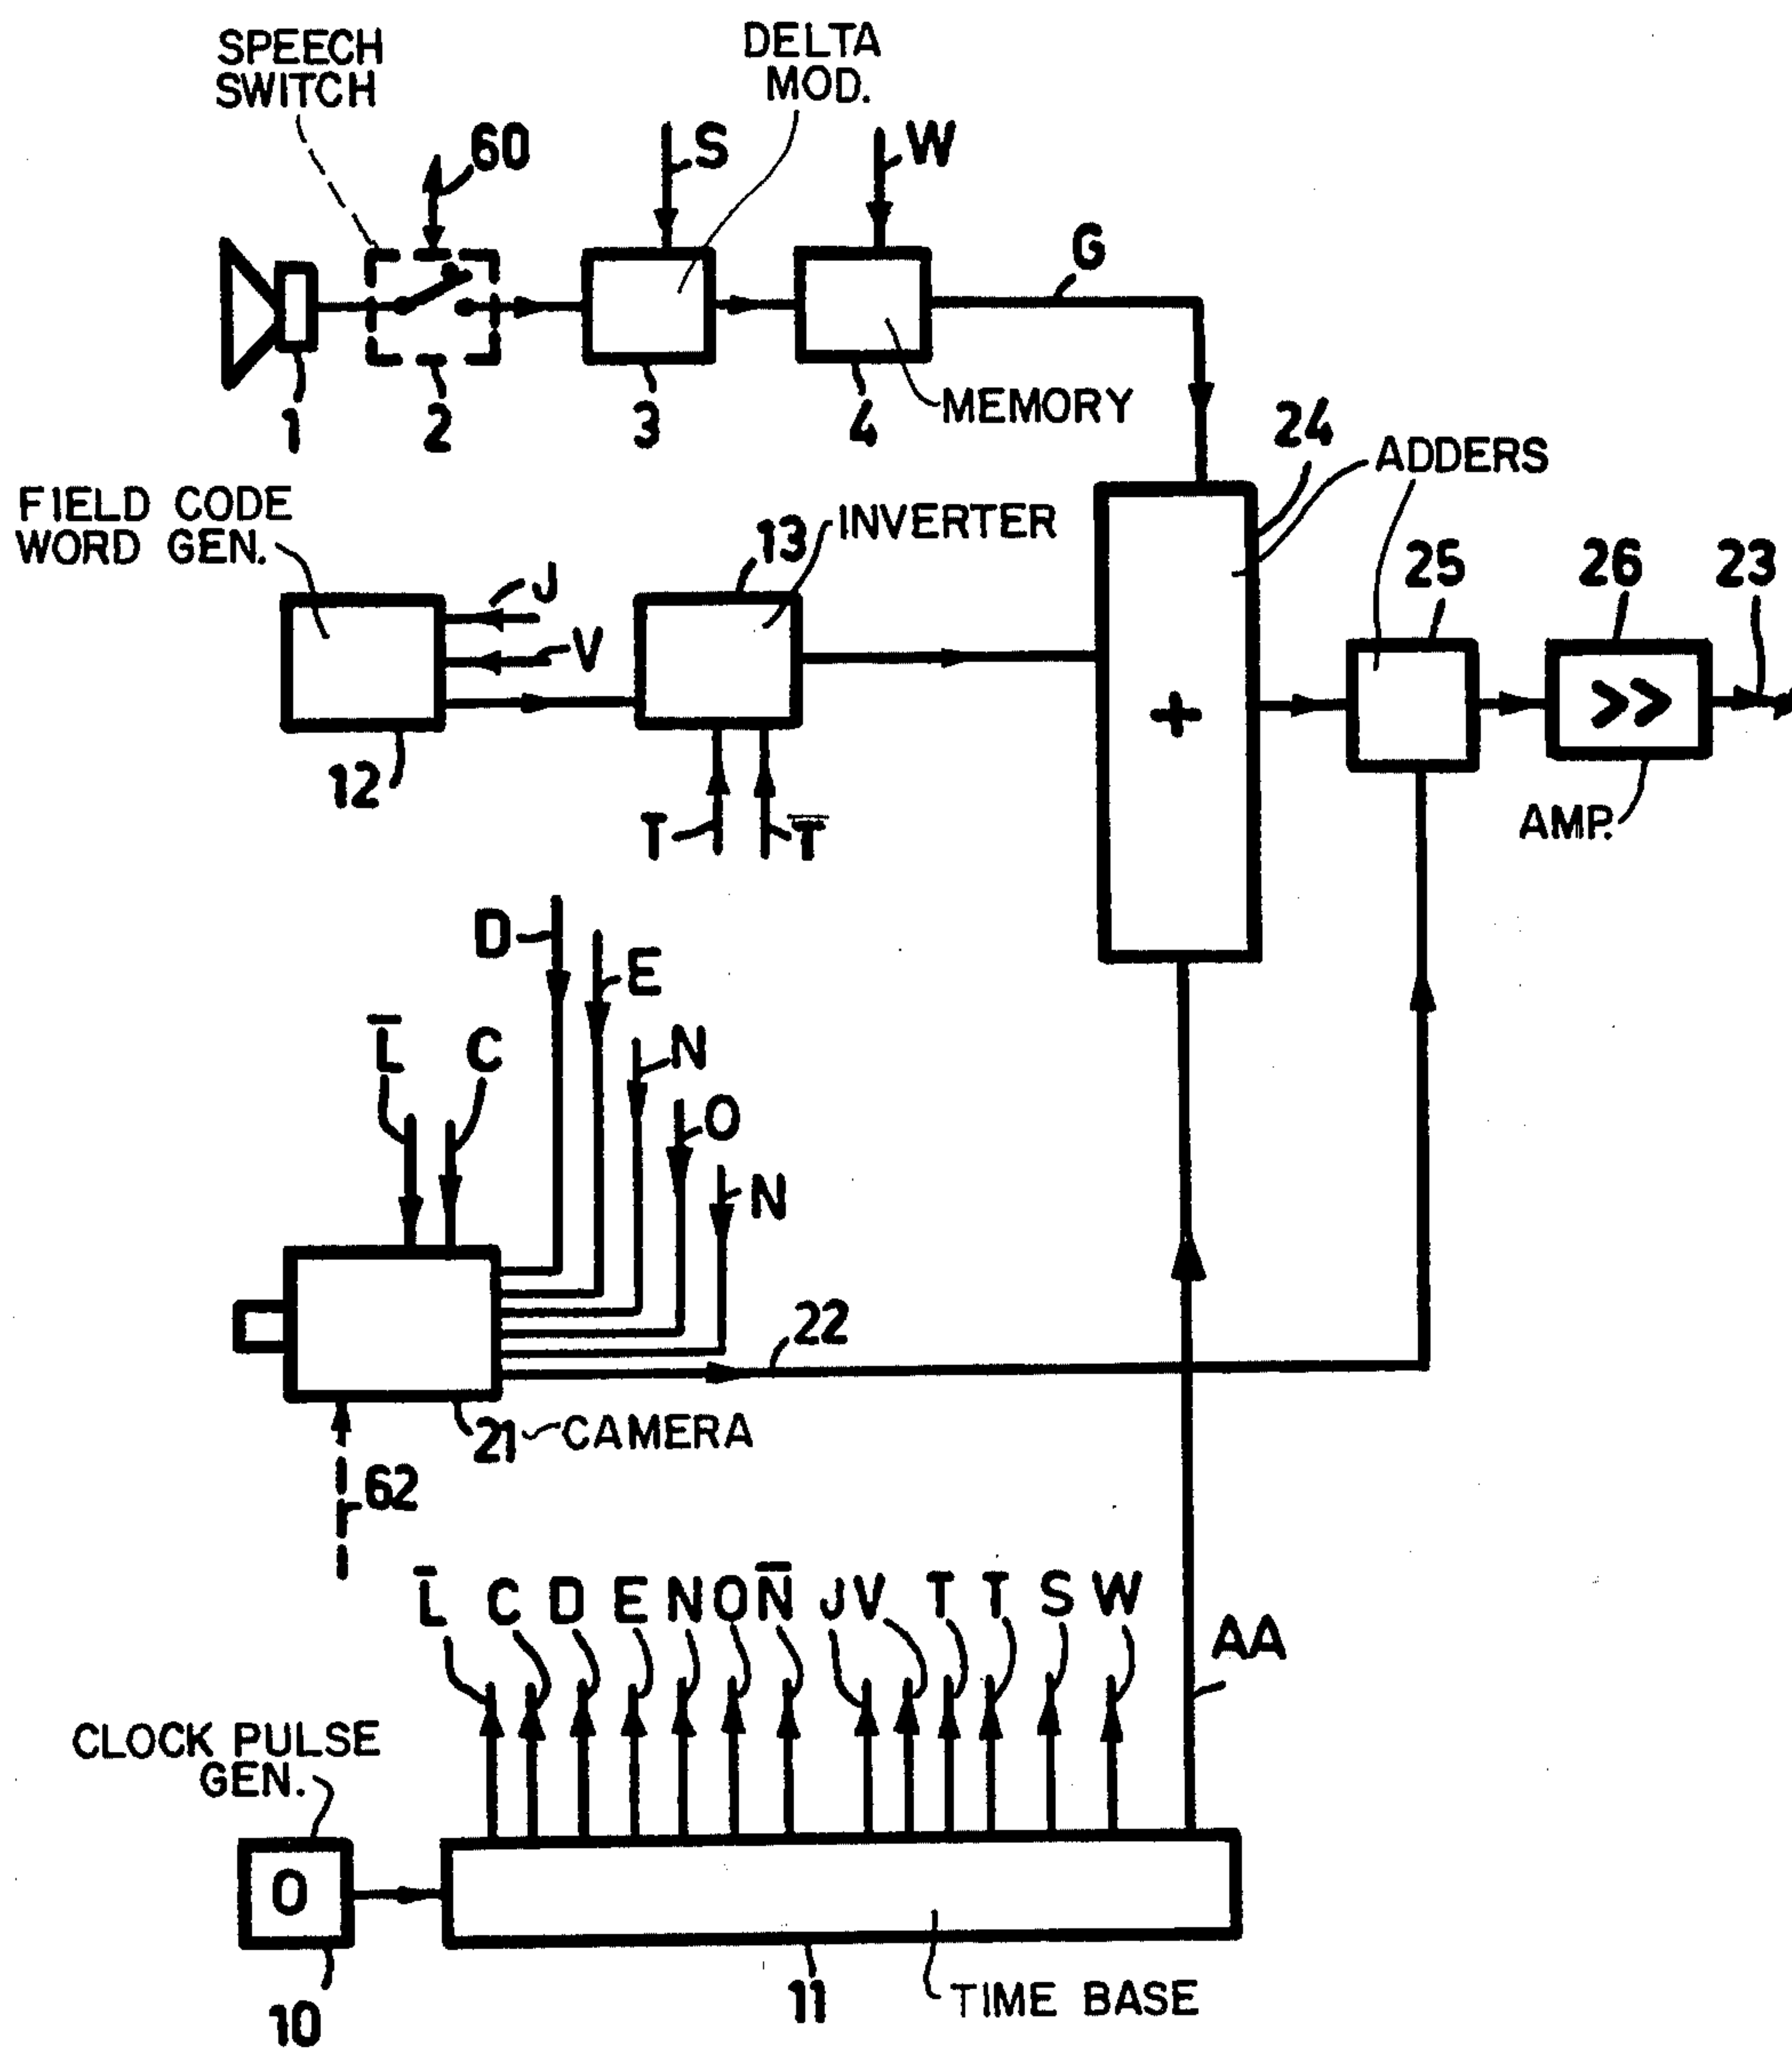 SPEECH
SWITCH
DELTA
MOD.
60
S
W
G
1
2
3
4
MEMORY
24
ADDERS
FIELD CODE
WORD GEN.
J
V
13
INVERTER
25
26
23
12
+
>>
T
T̅
AMP.
D
E
L̅
C
N
O
N
22
21
CAMERA
62
L̅ C D E N O N̅ J V T T S W
AA
CLOCK PULSE
GEN.
O
10
11
TIME BASE